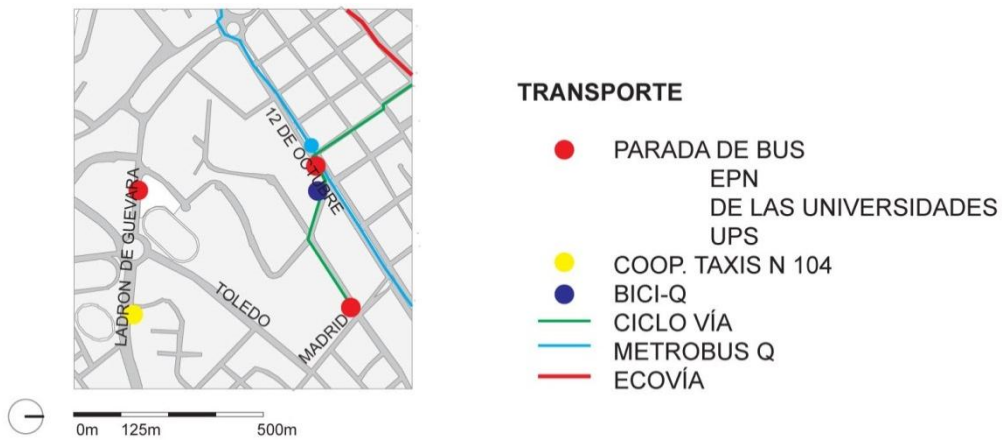 12 DE OCTUBRE
LADRON DE GUEVARA
TOLEDO
MADRID
0m 125m 500m
TRANSPORTE
PARADA DE BUS
EPN
DE LAS UNIVERSIDADES
UPS
COOP. TAXIS N 104
BICI-Q
CICLO VÍA
METROBUS Q
ECOVÍA